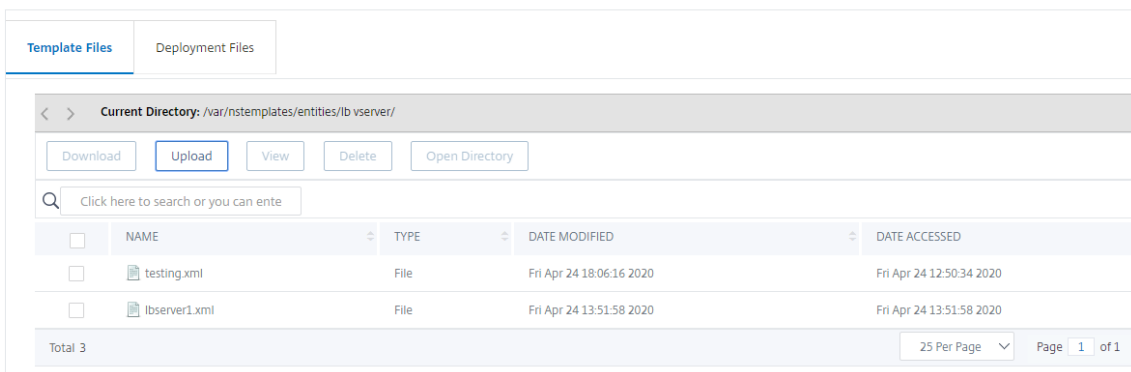 Template Files Deployment Files
Current Directory: /var/nstemplates/entities/lb vserver/
Download Upload View Delete Open Directory
Click here to search or you can ente
NAME TYPE DATE MODIFIED DATE ACCESSED
testing.xml File Fri Apr 24 18:06:16 2020 Fri Apr 24 12:50:34 2020
lbserver1.xml File Fri Apr 24 13:51:58 2020 Fri Apr 24 13:51:58 2020
Total 3 25 Per Page Page 1 of 1